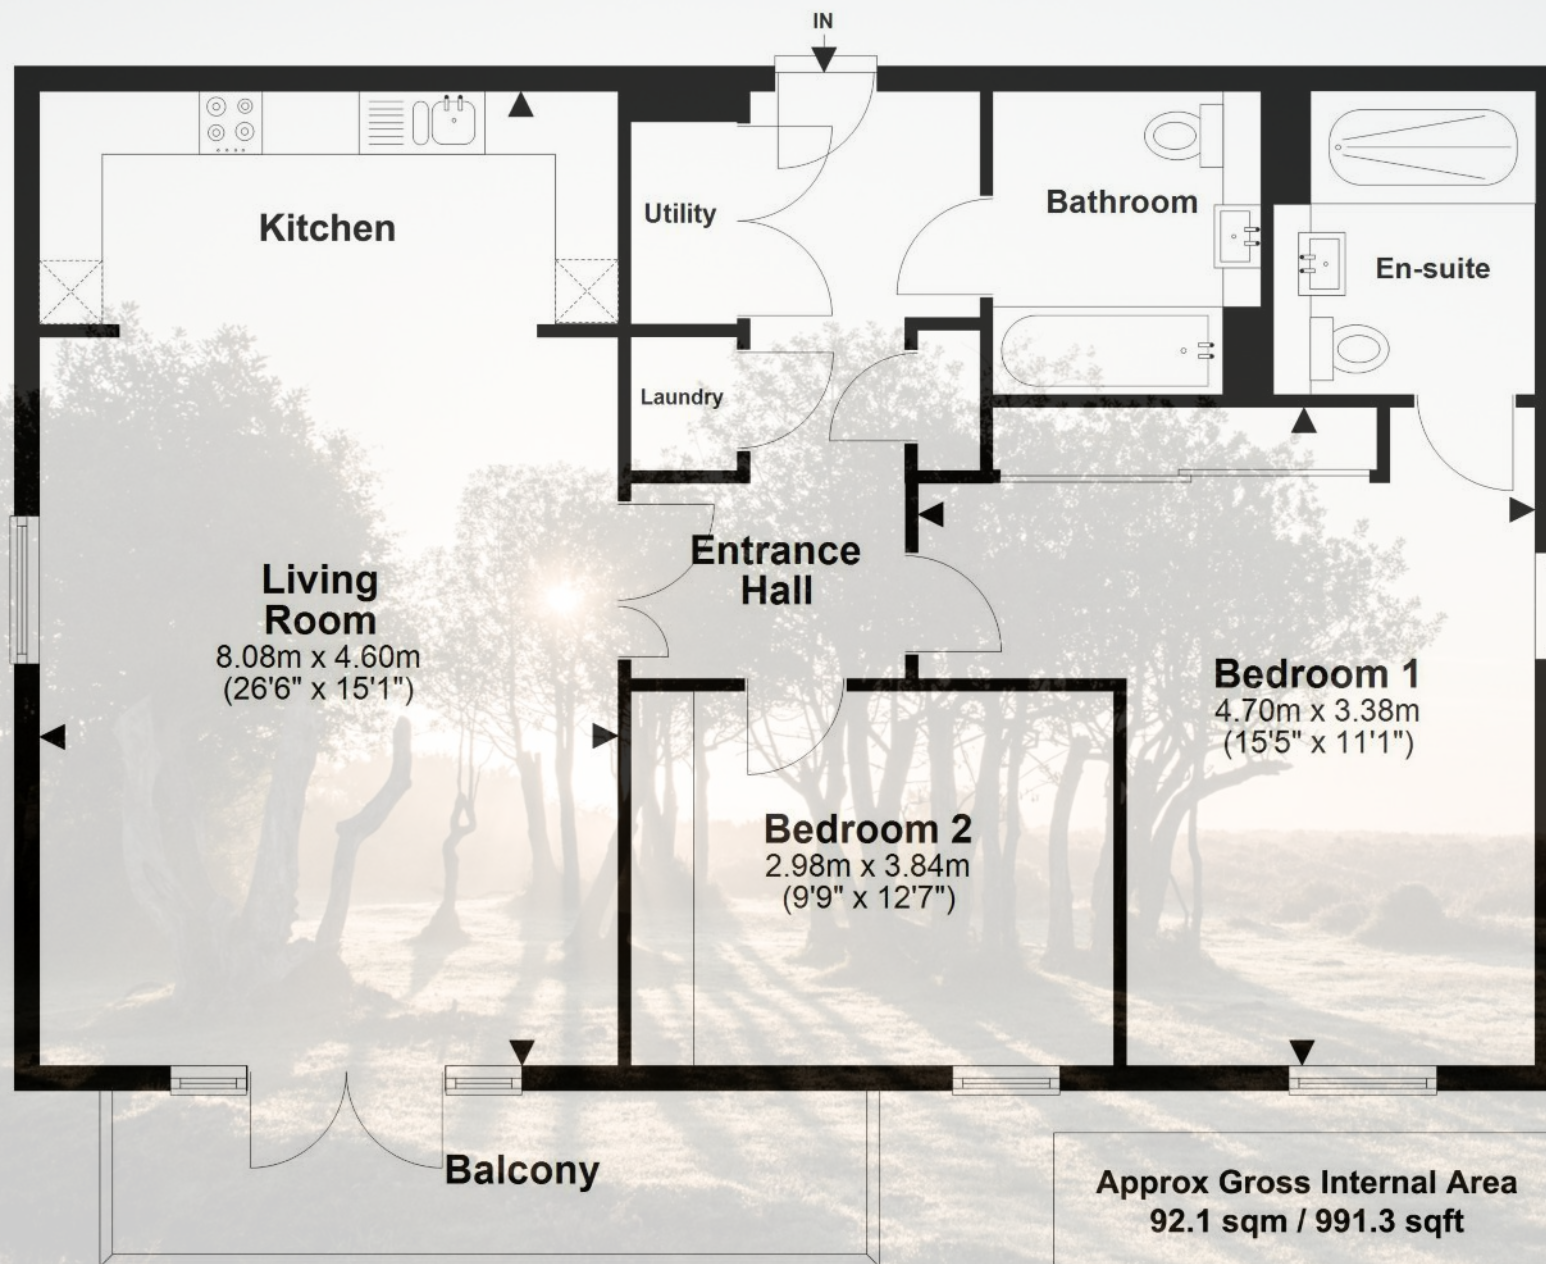 IN
Kitchen
Utility
Bathroom
En-suite
Laundry
Entrance
Hall
Living
Room
8.08m x 4.60m
(26'6" x 15'1")
Bedroom 1
4.70m x 3.38m
(15'5" x 11'1")
Bedroom 2
2.98m x 3.84m
(9'9" x 12'7")
Balcony
Approx Gross Internal Area
92.1 sqm / 991.3 sqft